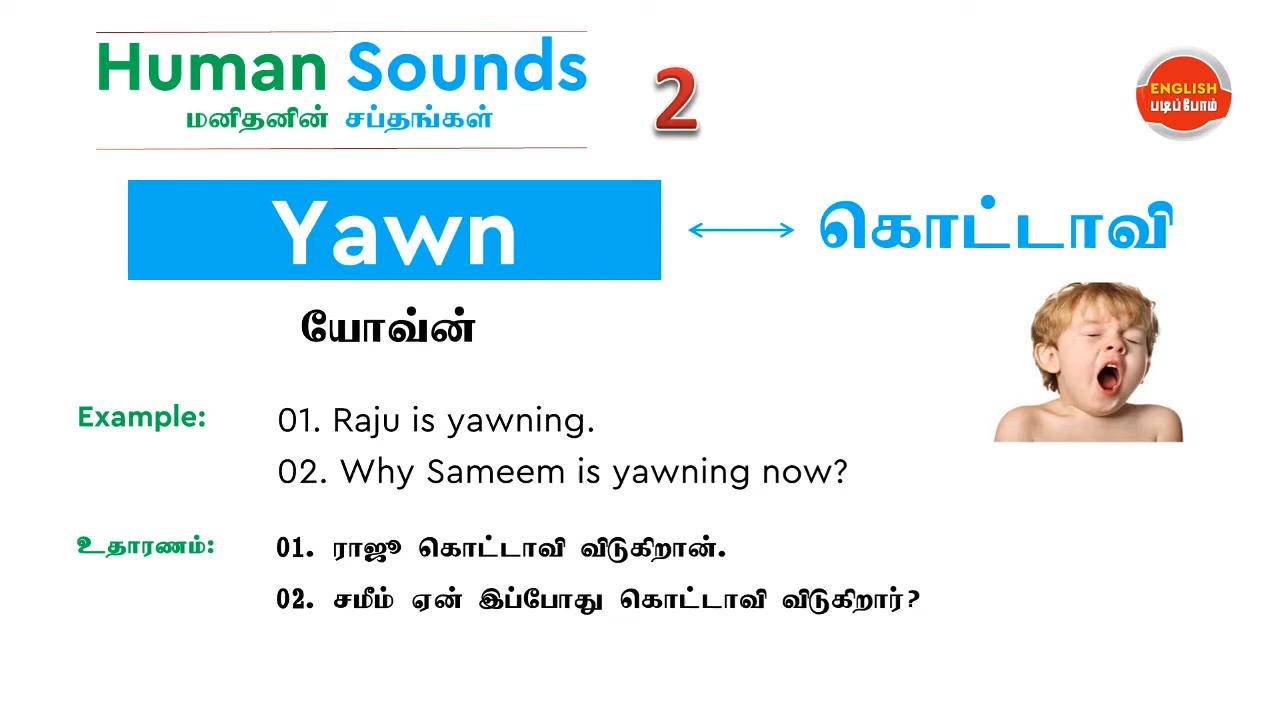 Human Sounds
மனிதனின் சப்தங்கள்
2
ENGLISH
படிப்போம்
Yawn
கொட்டாவி
யோவ்ன்
Example:
01. Raju is yawning.
02. Why Sameem is yawning now?
உதாரணம்:
01. ராஜூ கொட்டாவி விடுகிறான்.
02. சமீம் ஏன் இப்போது கொட்டாவி விடுகிறார்?